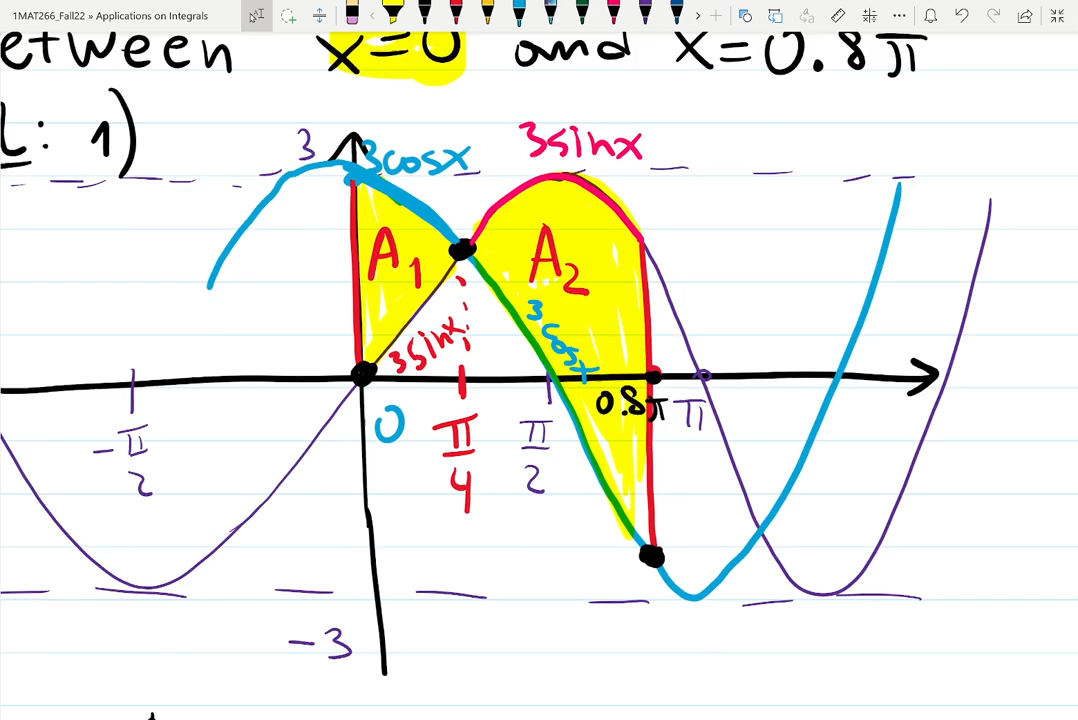 1MAT266_Fall22 » Applications on Integrals
etween x=0 and x=0.8π
L: 1)
3
3cosx
3sinx
A₁
A₂
3cosx
3sinx
-π/2
0
π/4
π/2
0.8π
π
-3